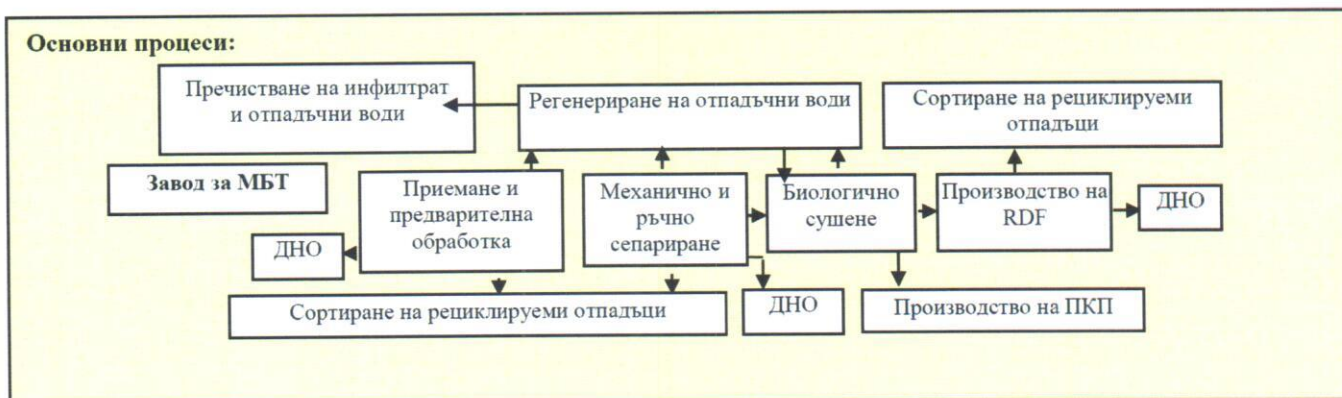 Основни процеси:
Пречистване на инфилтрат
и отпадъчни води
Регенериране на отпадъчни води
Сортиране на рециклируеми
отпадъци
Завод за МБТ
Приемане и
предварителна
обработка
Механично и
ръчно
сепариране
Биологично
сушене
Производство на
RDF
ДНО
ДНО
Сортиране на рециклируеми отпадъци
ДНО
Производство на ПКП